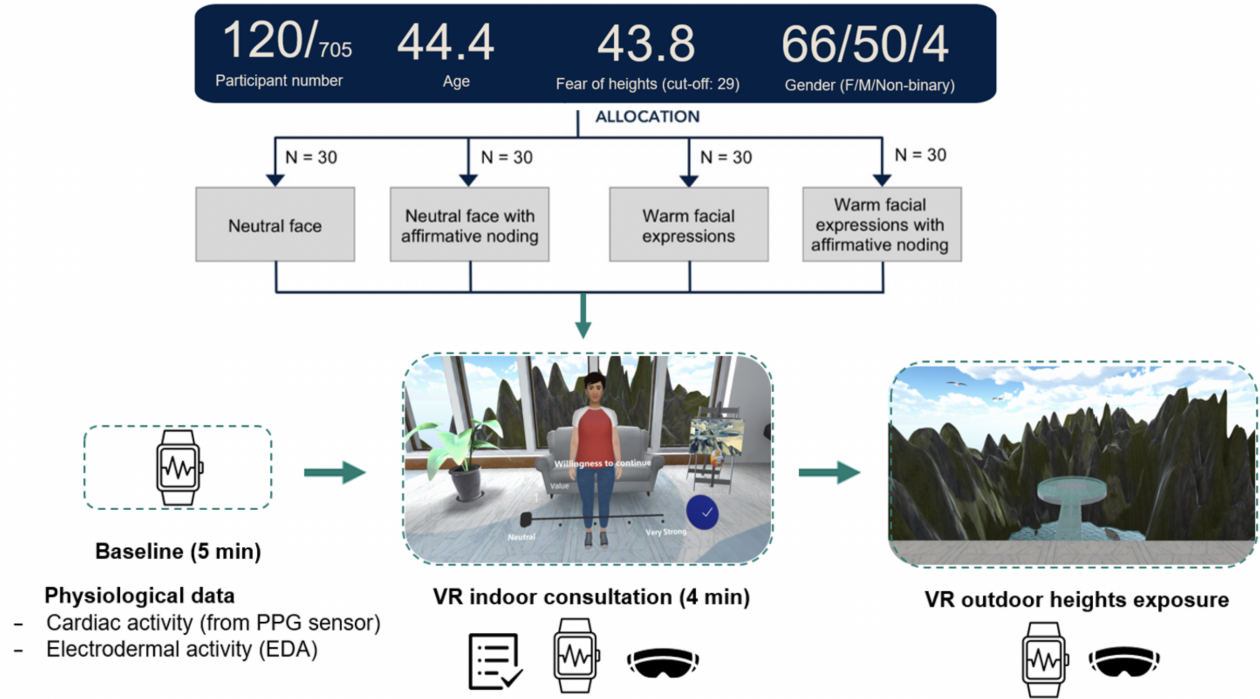 120/705
44.4
43.8
66/50/4
Participant number
Age
Fear of heights (cut-off: 29)
Gender (F/M/Non-binary)
ALLOCATION
N = 30
N = 30
N = 30
N = 30
Neutral face
Neutral face with
affirmative noding
Warm facial
expressions
Warm facial
expressions with
affirmative noding
Willingness to continue
Value
1
Neutral
Very Strong
Baseline (5 min)
Physiological data
- Cardiac activity (from PPG sensor)
- Electrodermal activity (EDA)
VR indoor consultation (4 min)
VR outdoor heights exposure